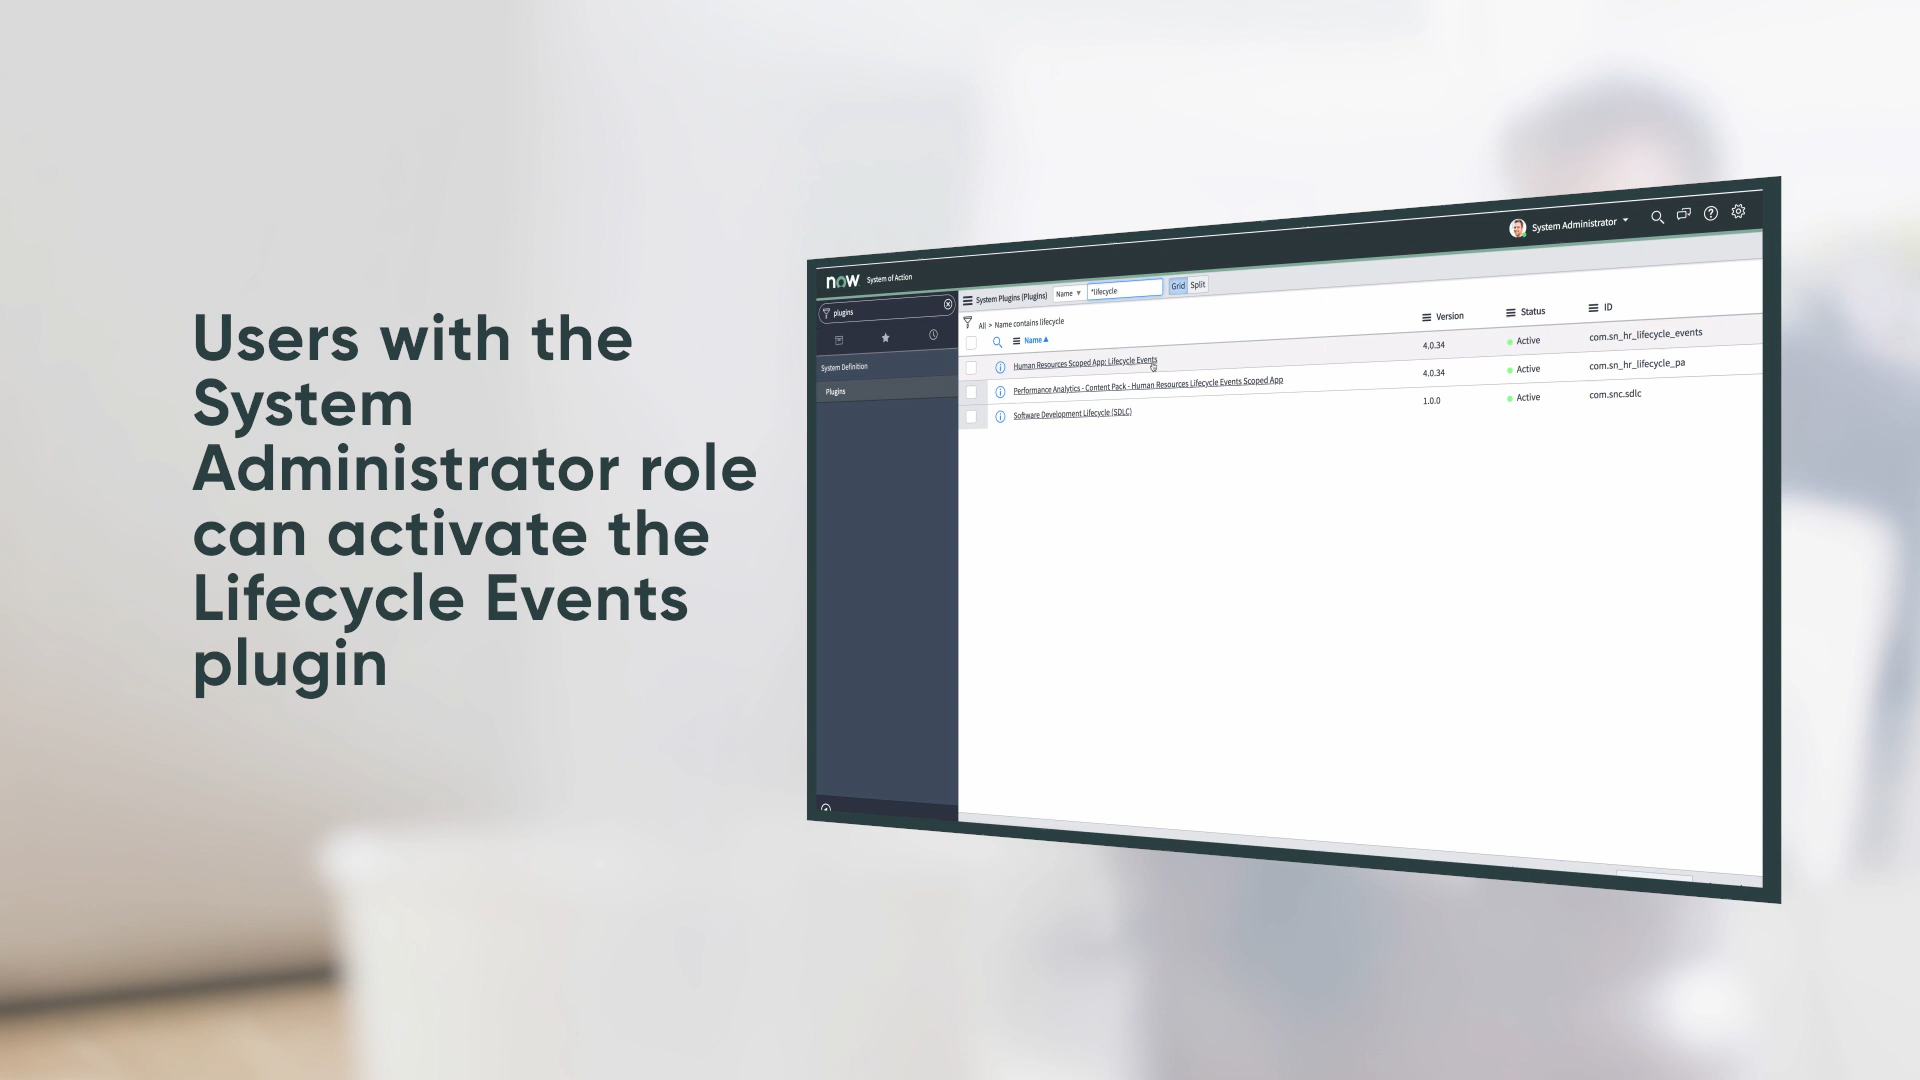 Users with the
System
Administrator role
can activate the
Lifecycle Events
plugin
now System of Action
System Administrator
plugins
System Definition
Plugins
System Plugins (Plugins) Name *lifecycle Grid Split
All > Name contains lifecycle
Name Version Status ID
Human Resources Scoped App: Lifecycle Events 4.0.34 Active com.sn_hr_lifecycle_events
Performance Analytics - Content Pack - Human Resources Lifecycle Events Scoped App 4.0.34 Active com.sn_hr_lifecycle_pa
Software Development Lifecycle (SDLC) 1.0.0 Active com.snc.sdlc